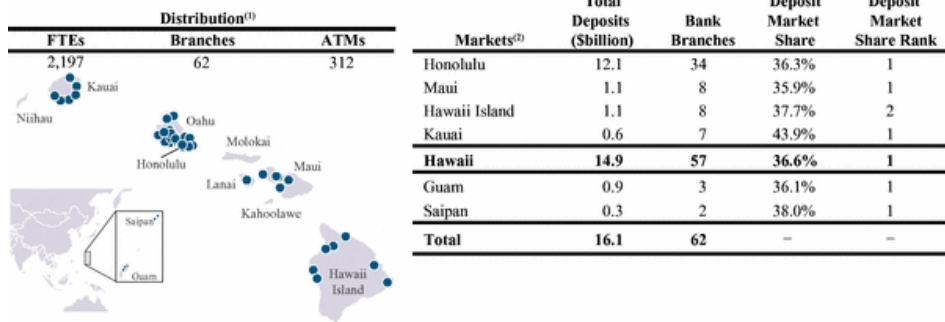 Distribution(1)
FTEs Branches ATMs
2,197 62 312
Kauai
Niihau
Oahu
Molokai
Honolulu
Maui
Lanai
Kahoolawe
Saipan
Guam
Hawaii
Island
Total Deposit Deposit
Deposits Bank Market Market
Markets(2) ($billion) Branches Share Share Rank
Honolulu 12.1 34 36.3% 1
Maui 1.1 8 35.9% 1
Hawaii Island 1.1 8 37.7% 2
Kauai 0.6 7 43.9% 1
Hawaii 14.9 57 36.6% 1
Guam 0.9 3 36.1% 1
Saipan 0.3 2 38.0% 1
Total 16.1 62 – –